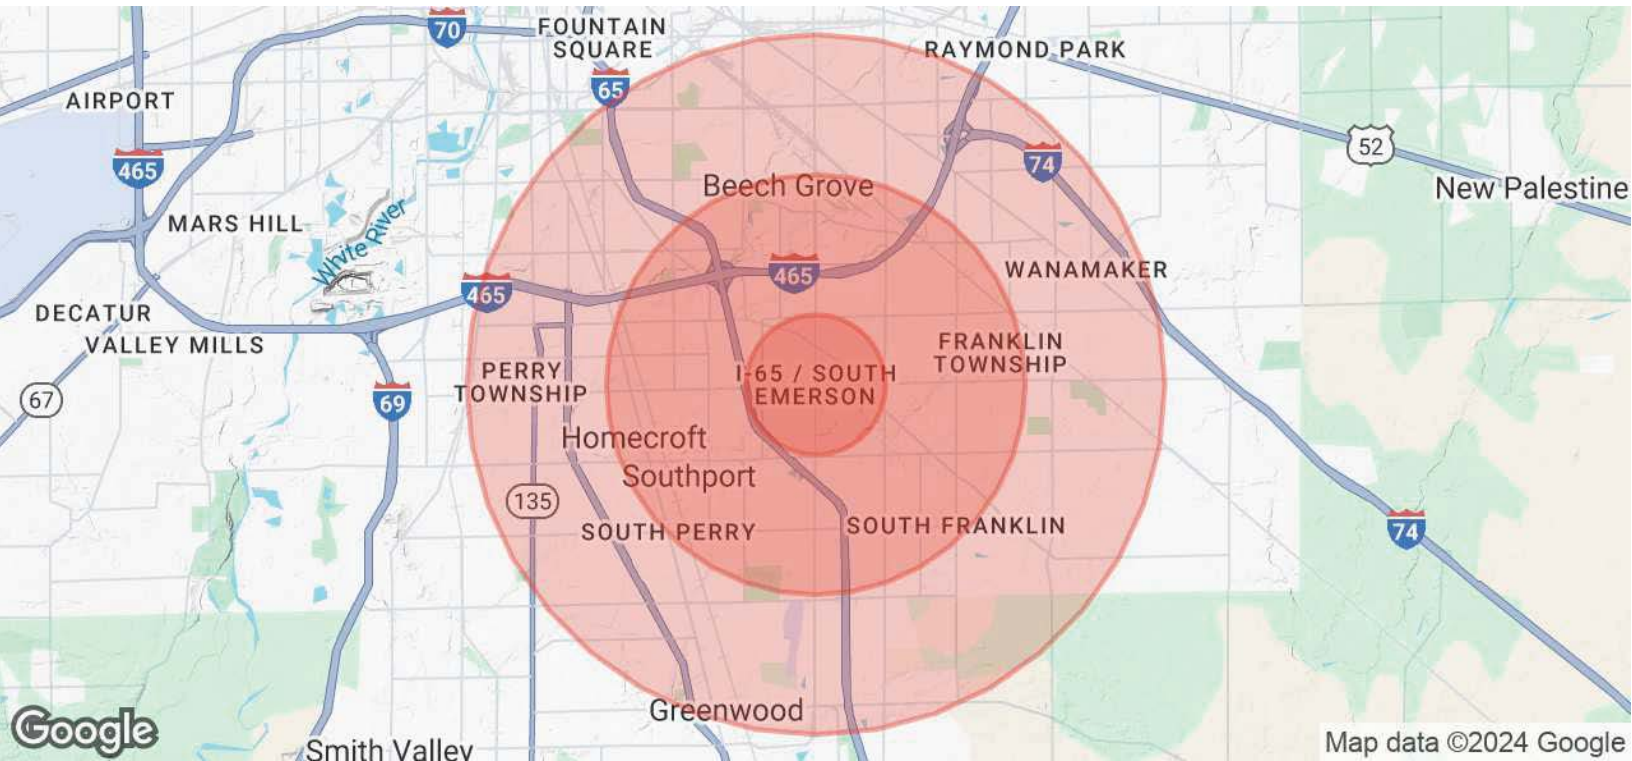 70
FOUNTAIN
SQUARE
RAYMOND PARK
65
AIRPORT
465
74
52
Beech Grove
New Palestine
MARS HILL
White River
465
465
WANAMAKER
DECATUR
VALLEY MILLS
FRANKLIN
TOWNSHIP
PERRY
TOWNSHIP
I-65 / SOUTH
EMERSON
67
69
Homecroft
Southport
135
SOUTH PERRY
SOUTH FRANKLIN
74
Greenwood
Google
Smith Valley
Map data ©2024 Google